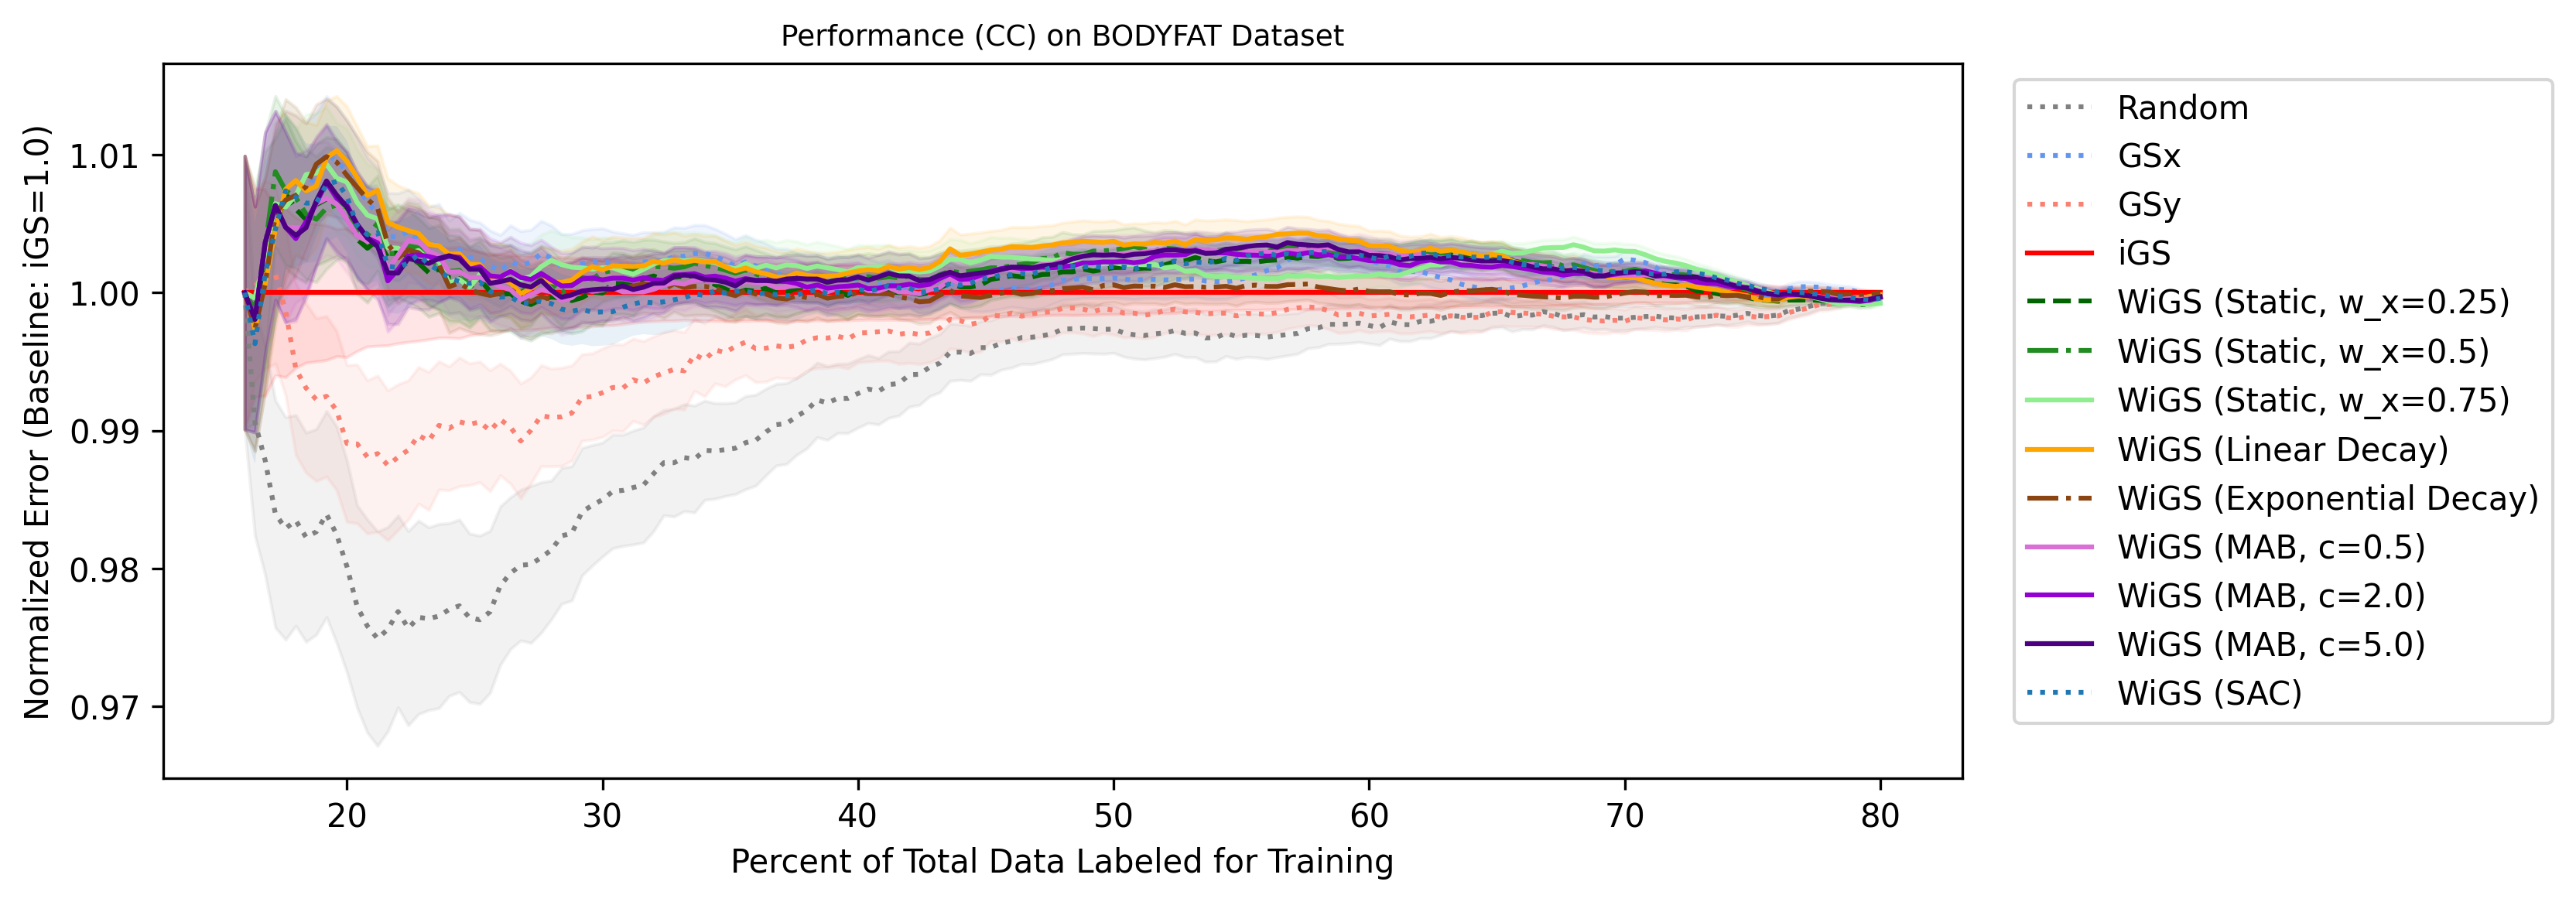 Performance (CC) on BODYFAT Dataset
Normalized Error (Baseline: iGS=1.0)
1.01
1.00
0.99
0.98
0.97
20
30
40
50
60
70
80
Percent of Total Data Labeled for Training
Random
GSx
GSy
iGS
WiGS (Static, w_x=0.25)
WiGS (Static, w_x=0.5)
WiGS (Static, w_x=0.75)
WiGS (Linear Decay)
WiGS (Exponential Decay)
WiGS (MAB, c=0.5)
WiGS (MAB, c=2.0)
WiGS (MAB, c=5.0)
WiGS (SAC)